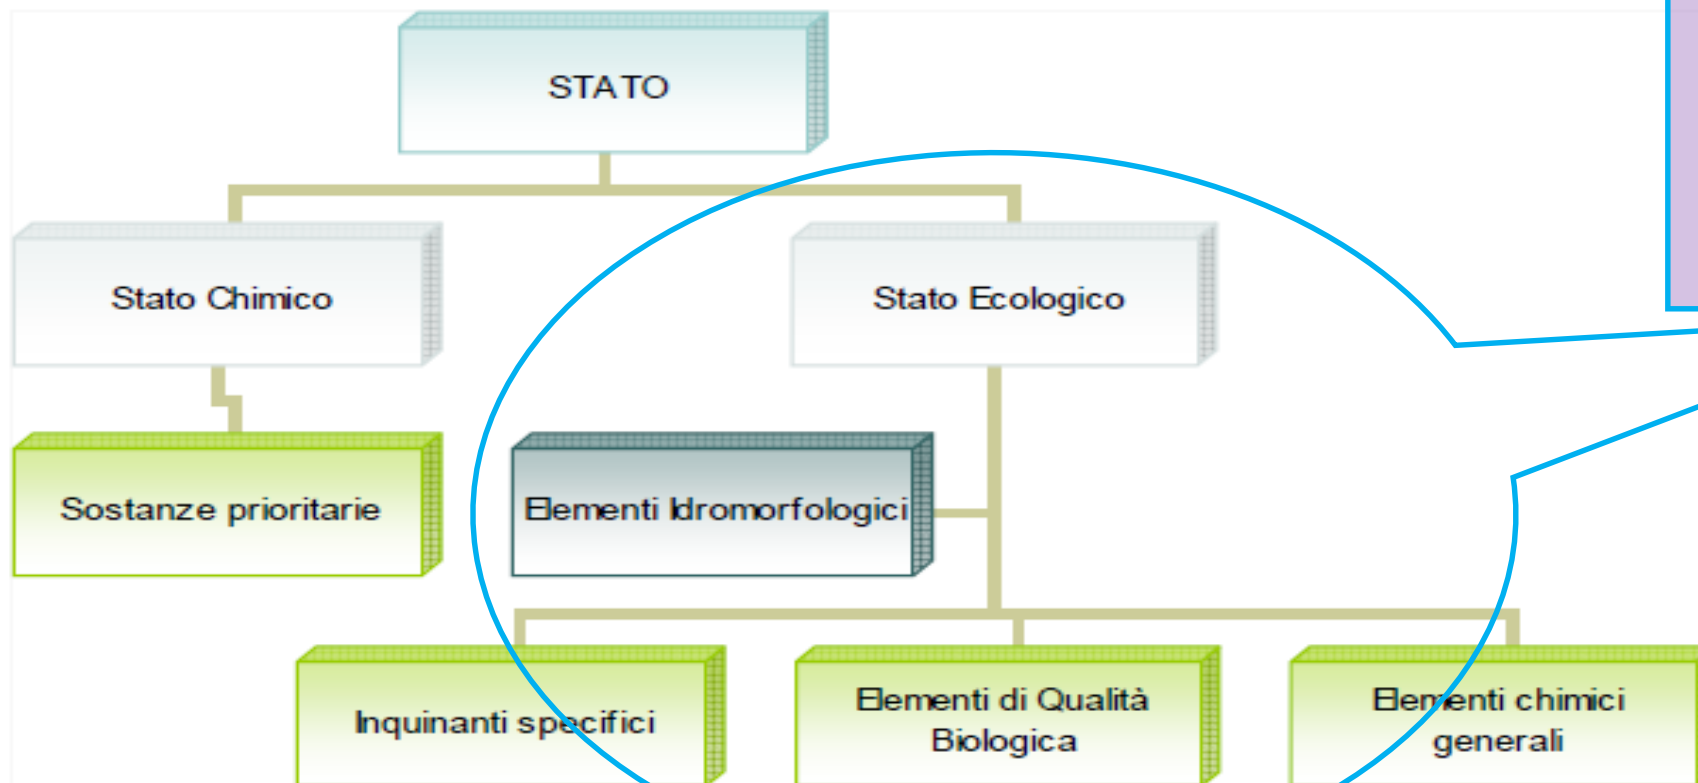 STATO
Stato Chimico
Stato Ecologico
Sostanze prioritarie
Elementi Idromorfologici
Inquinanti specifici
Elementi di Qualità
Biologica
Elementi chimici
generali